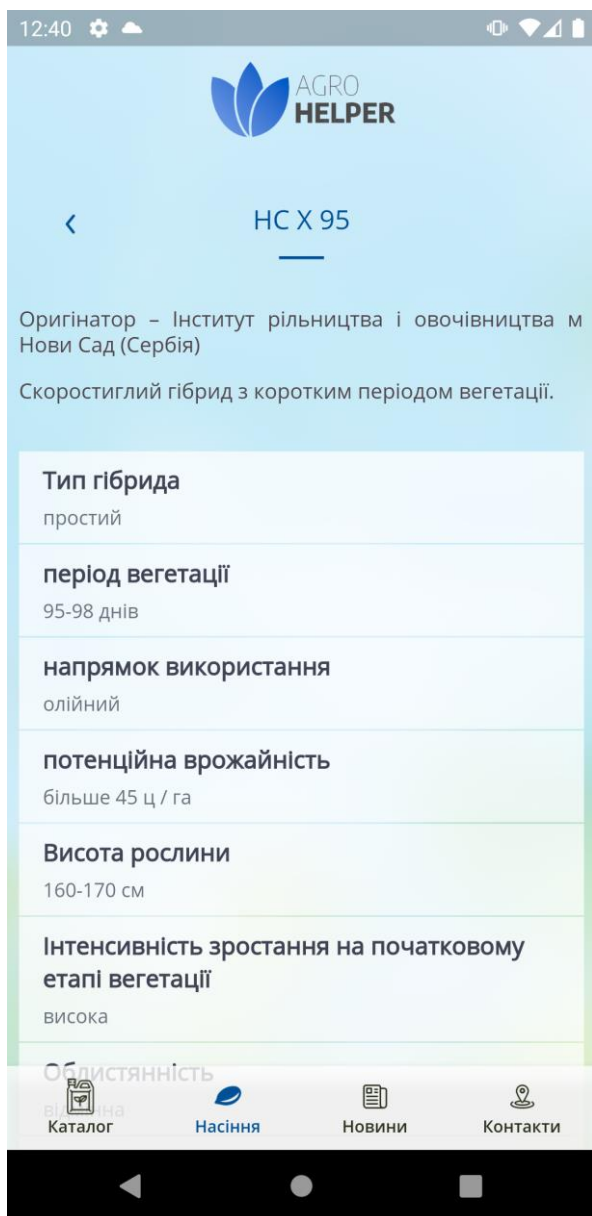 12:40
AGRO
HELPER
НС Х 95
Оригінатор – Інститут рільництва і овочівництва м
Нови Сад (Сербія)
Скоростиглий гібрид з коротким періодом вегетації.
Тип гібрида
простий
період вегетації
95-98 днів
напрямок використання
олійний
потенційна врожайність
більше 45 ц / га
Висота рослини
160-170 см
Інтенсивність зростання на початковому
етапі вегетації
висока
Облистянність
відмінна
Каталог
Насіння
Новини
Контакти